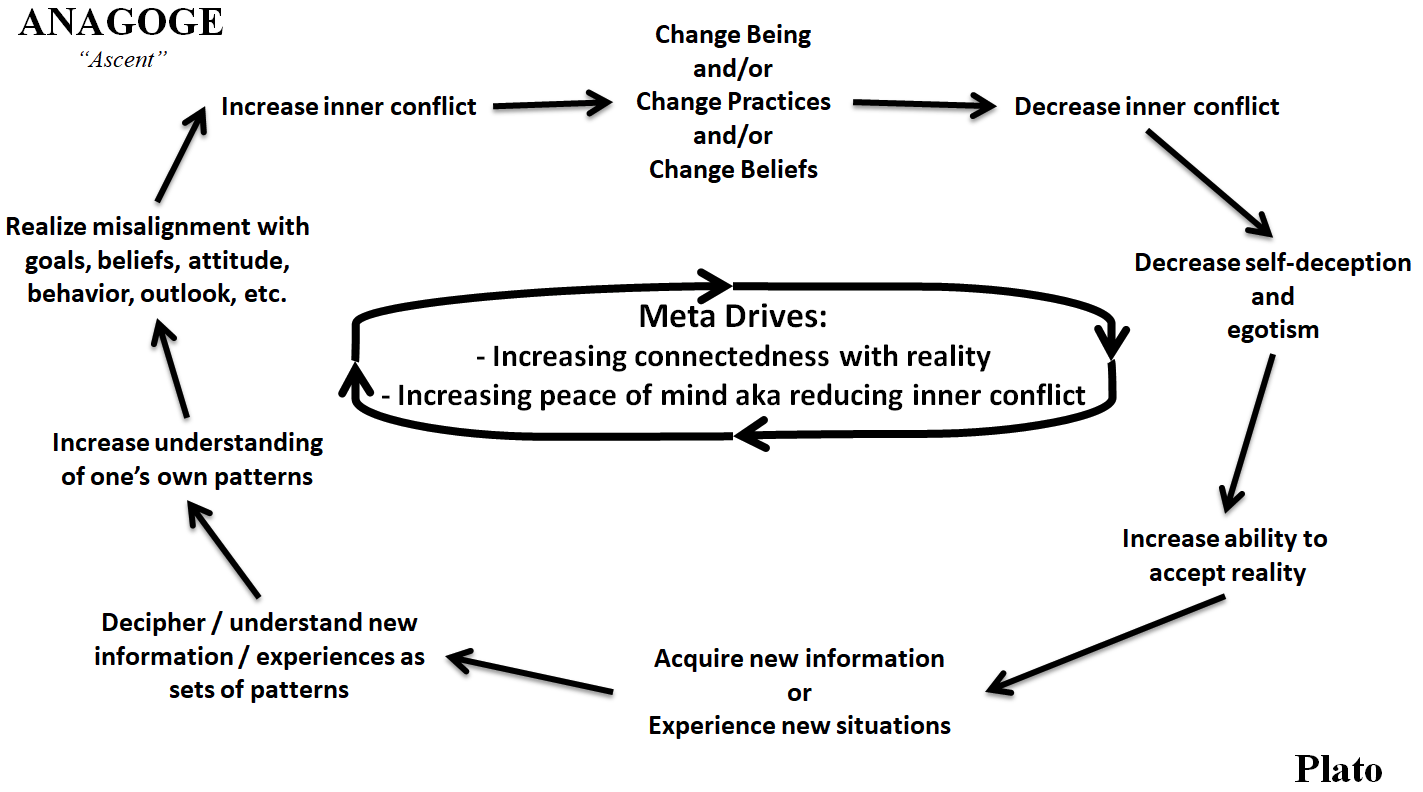 ANAGOGE
“Ascent”
Change Being
and/or
Change Practices
and/or
Change Beliefs
Increase inner conflict
Decrease inner conflict
Realize misalignment with
goals, beliefs, attitude,
behavior, outlook, etc.
Decrease self-deception
and
egotism
Meta Drives:
- Increasing connectedness with reality
- Increasing peace of mind aka reducing inner conflict
Increase understanding
of one’s own patterns
Increase ability to
accept reality
Decipher / understand new
information / experiences as
sets of patterns
Acquire new information
or
Experience new situations
Plato